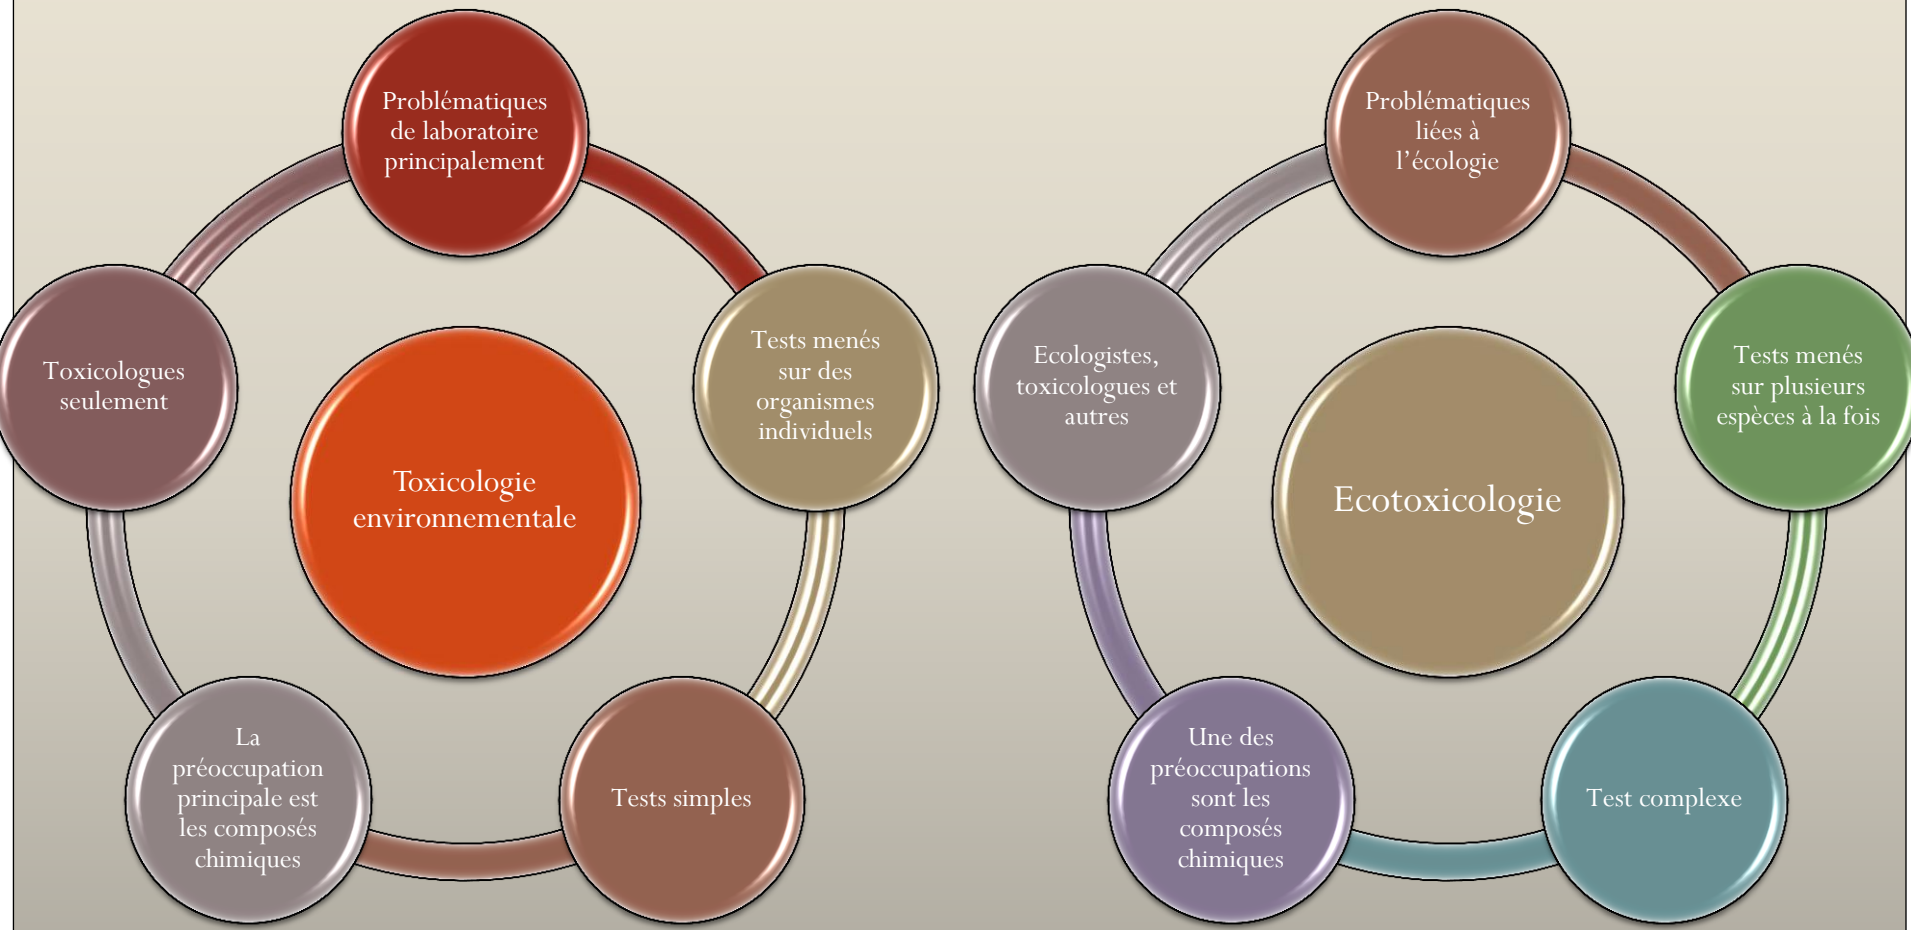 Problématiques
de laboratoire
principalement
Tests menés
sur des
organismes
individuels
Tests simples
La
préoccupation
principale est
les composés
chimiques
Toxicologues
seulement
Toxicologie
environnementale
Problématiques
liées à
l’écologie
Tests menés
sur plusieurs
espèces à la fois
Test complexe
Une des
préoccupations
sont les
composés
chimiques
Ecologistes,
toxicologues et
autres
Ecotoxicologie